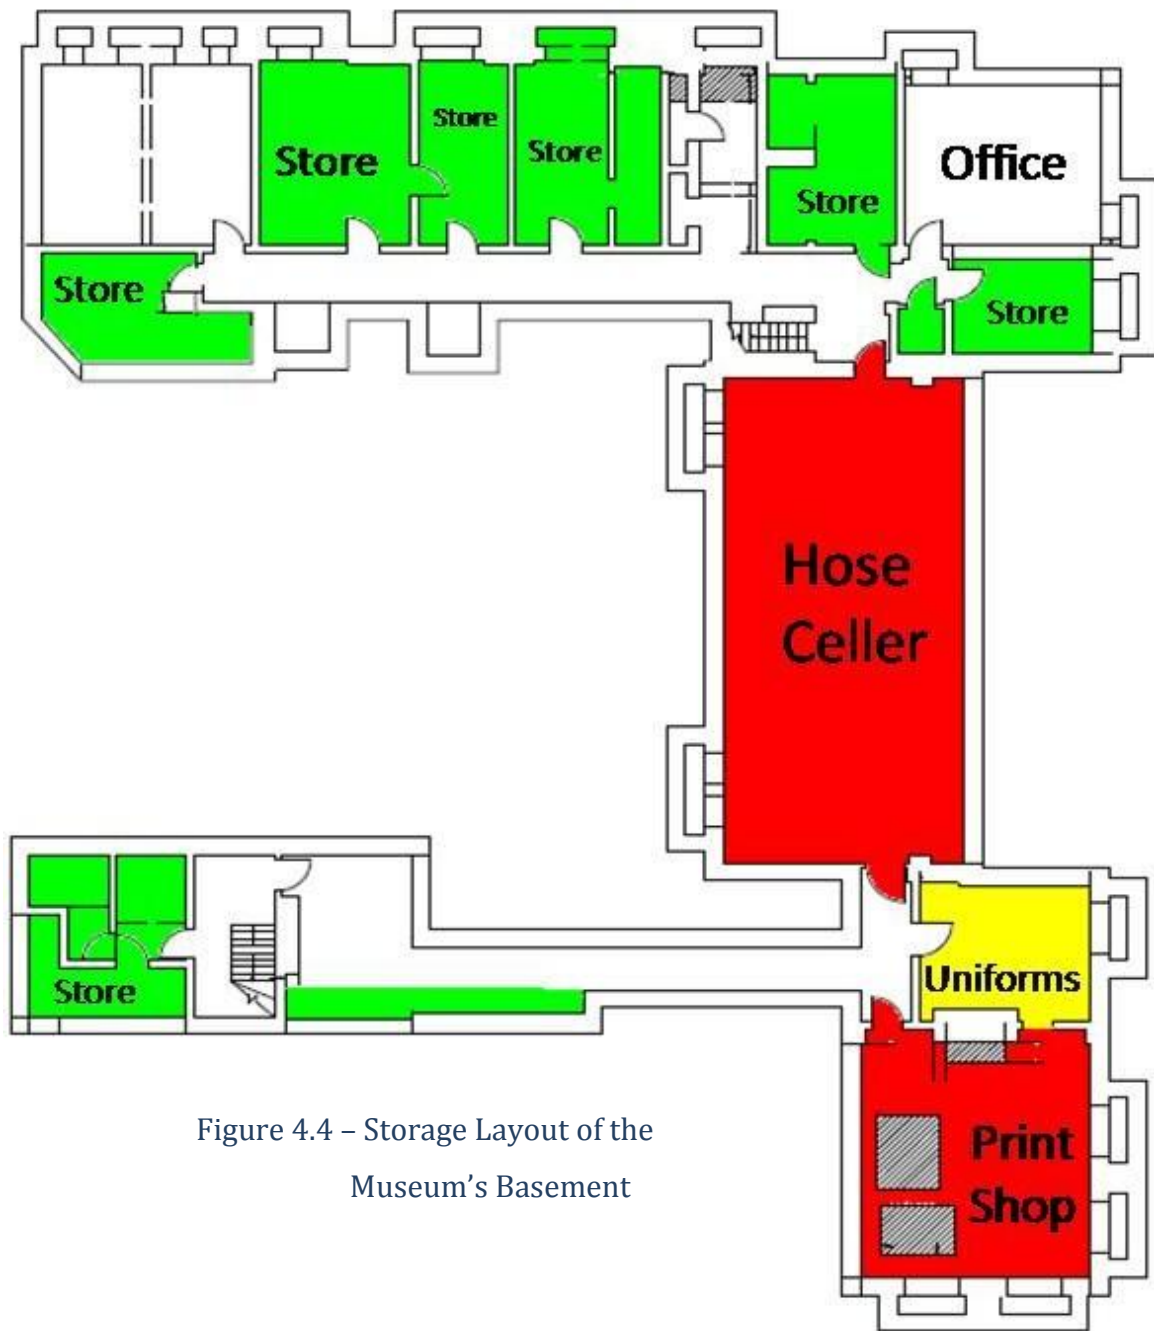 Store
Store
Store
Store
Office
Store
Store
Hose
Celler
Uniforms
Store
Print
Shop
Figure 4.4 – Storage Layout of the
Museum’s Basement